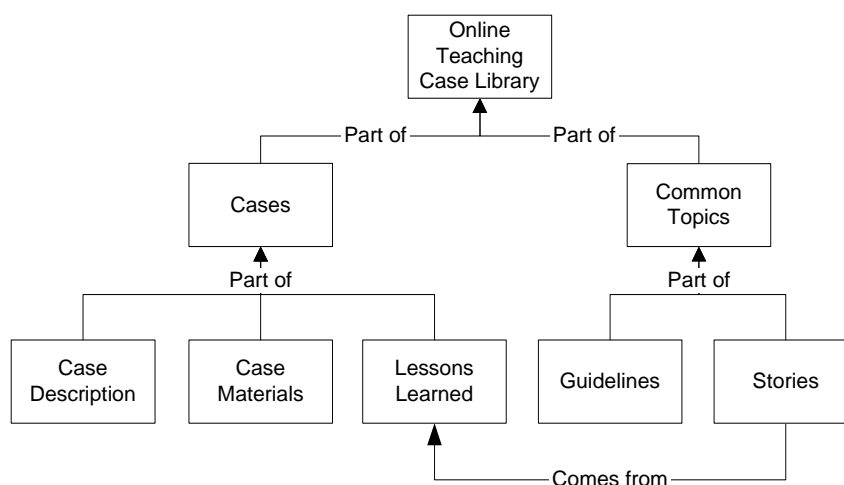 Online
Teaching
Case Library
Part of
Part of
Cases
Common
Topics
Part of
Part of
Case
Description
Case
Materials
Lessons
Learned
Guidelines
Stories
Comes from